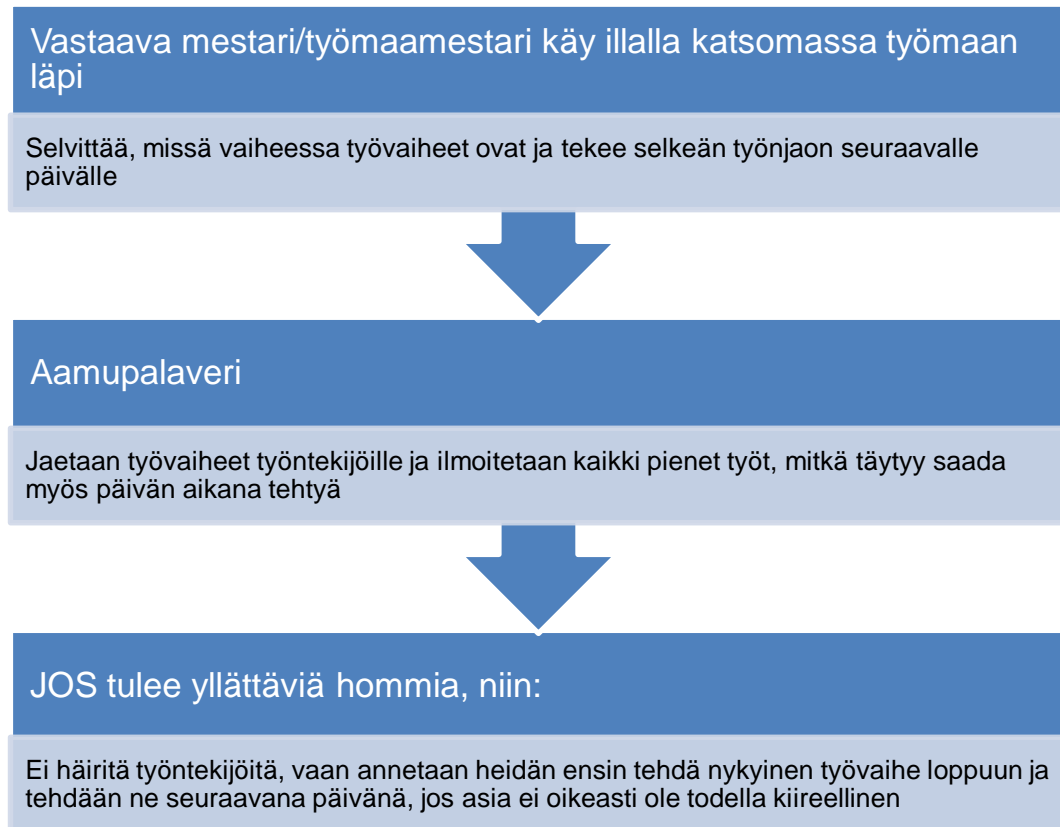 Vastaava mestari/työmaamestari käy illalla katsomassa työmaan
läpi
Selvittää, missä vaiheessa työvaiheet ovat ja tekee selkeän työnjaon seuraavalle
päivälle
Aamupalaveri
Jaetaan työvaiheet työntekijöille ja ilmoitetaan kaikki pienet työt, mitkä täytyy saada
myös päivän aikana tehtyä
JOS tulee yllättäviä hommia, niin:
Ei häiritä työntekijöitä, vaan annetaan heidän ensin tehdä nykyinen työvaihe loppuun ja
tehdään ne seuraavana päivänä, jos asia ei oikeasti ole todella kiireellinen